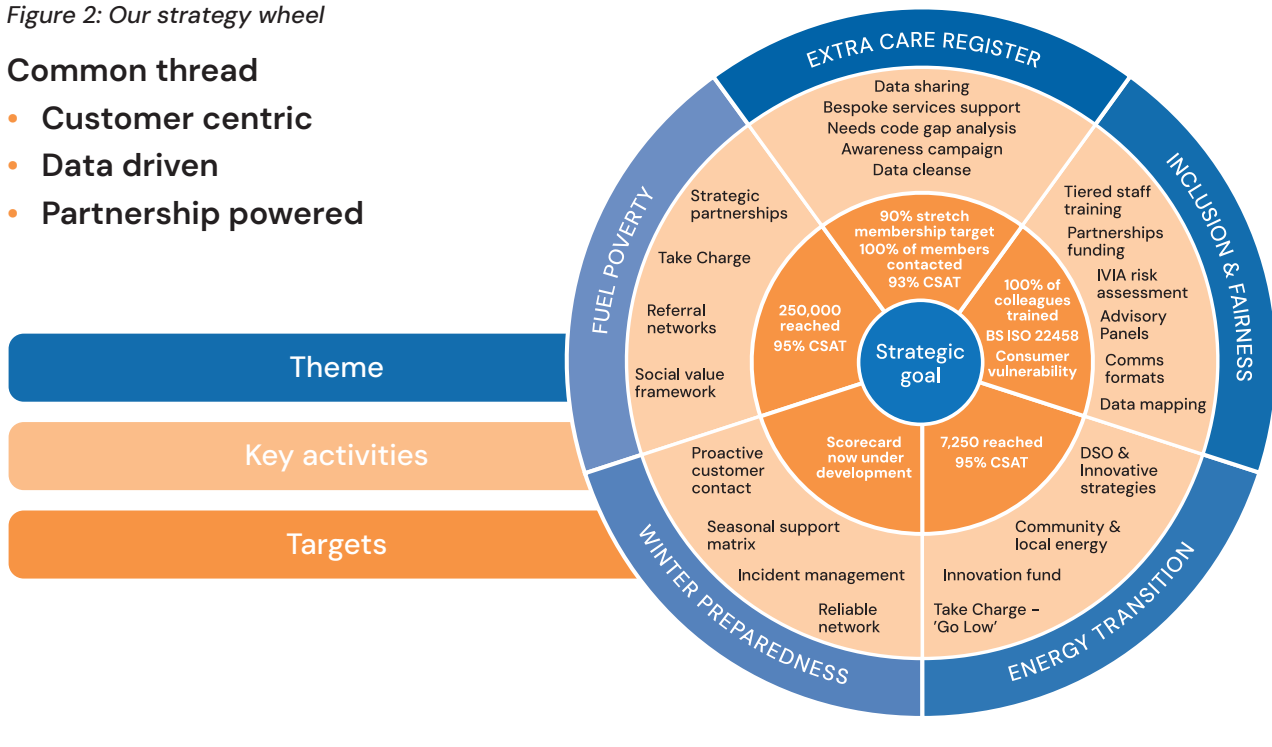 Figure 2: Our strategy wheel
Common thread
• Customer centric
• Data driven
• Partnership powered
Theme
Key activities
Targets
EXTRA CARE REGISTER
Data sharing
Bespoke services support
Needs code gap analysis
Awareness campaign
Data cleanse
90% stretch
membership target
100% of members
contacted
93% CSAT
INCLUSION & FAIRNESS
Tiered staff
training
Partnerships
funding
IVIA risk
assessment
Advisory
Panels
Comms
formats
Data mapping
100% of
colleagues
trained
BS ISO 22458
Consumer
vulnerability
ENERGY TRANSITION
DSO &
Innovative
strategies
Community &
local energy
Innovation fund
Take Charge –
'Go Low'
7,250 reached
95% CSAT
WINTER PREPAREDNESS
Proactive
customer
contact
Seasonal support
matrix
Incident management
Reliable
network
Scorecard
now under
development
FUEL POVERTY
Strategic
partnerships
Take Charge
Referral
networks
Social value
framework
250,000
reached
95% CSAT
Strategic
goal